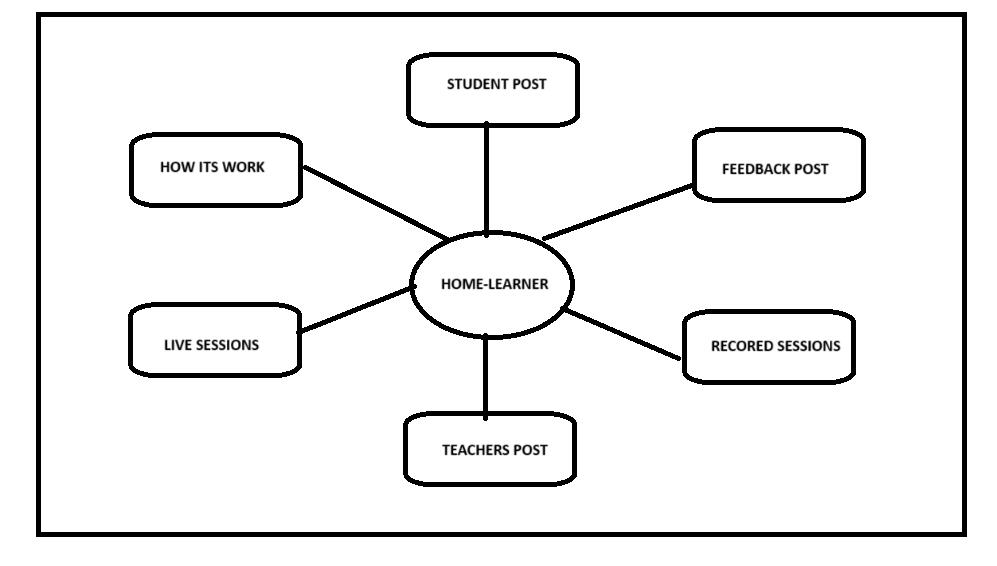 STUDENT POST
HOW ITS WORK
FEEDBACK POST
HOME-LEARNER
LIVE SESSIONS
RECORED SESSIONS
TEACHERS POST